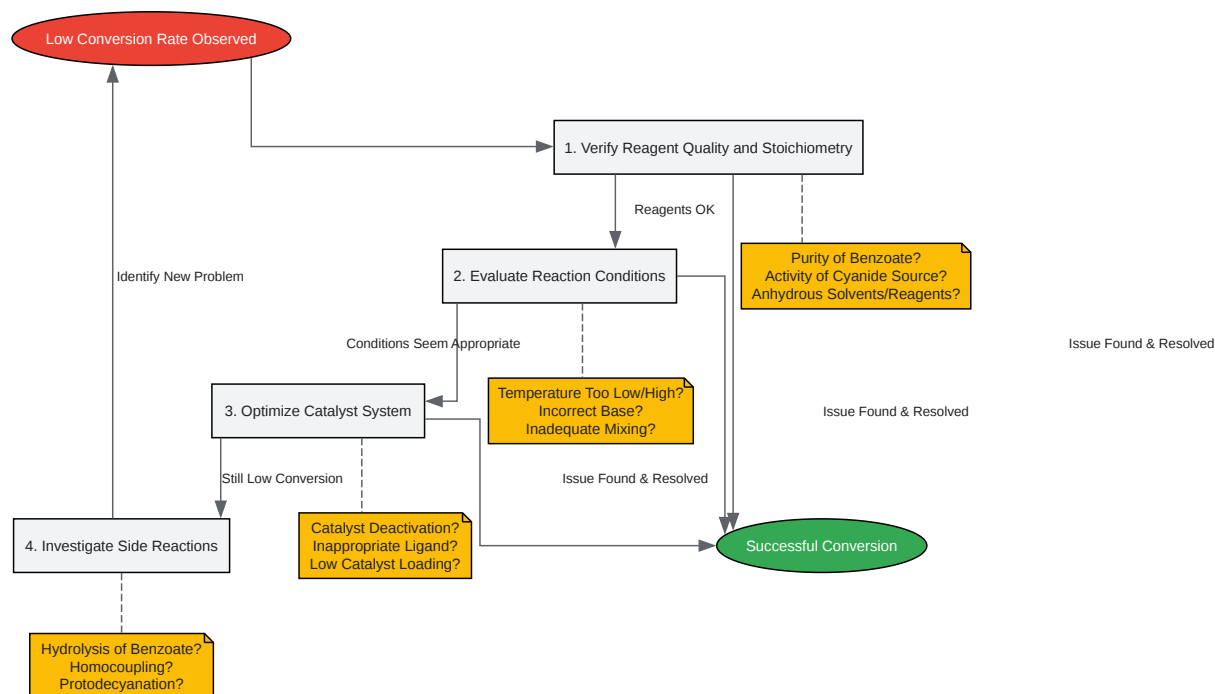 Low Conversion Rate Observed
1. Verify Reagent Quality and Stoichiometry
Reagents OK
Purity of Benzoate?
Activity of Cyanide Source?
Anhydrous Solvents/Reagents?
2. Evaluate Reaction Conditions
Identify New Problem
Conditions Seem Appropriate
Issue Found & Resolved
Temperature Too Low/High?
Incorrect Base?
Inadequate Mixing?
3. Optimize Catalyst System
Issue Found & Resolved
Still Low Conversion
Issue Found & Resolved
Catalyst Deactivation?
Inappropriate Ligand?
Low Catalyst Loading?
4. Investigate Side Reactions
Successful Conversion
Hydrolysis of Benzoate?
Homocoupling?
Protodecyanation?